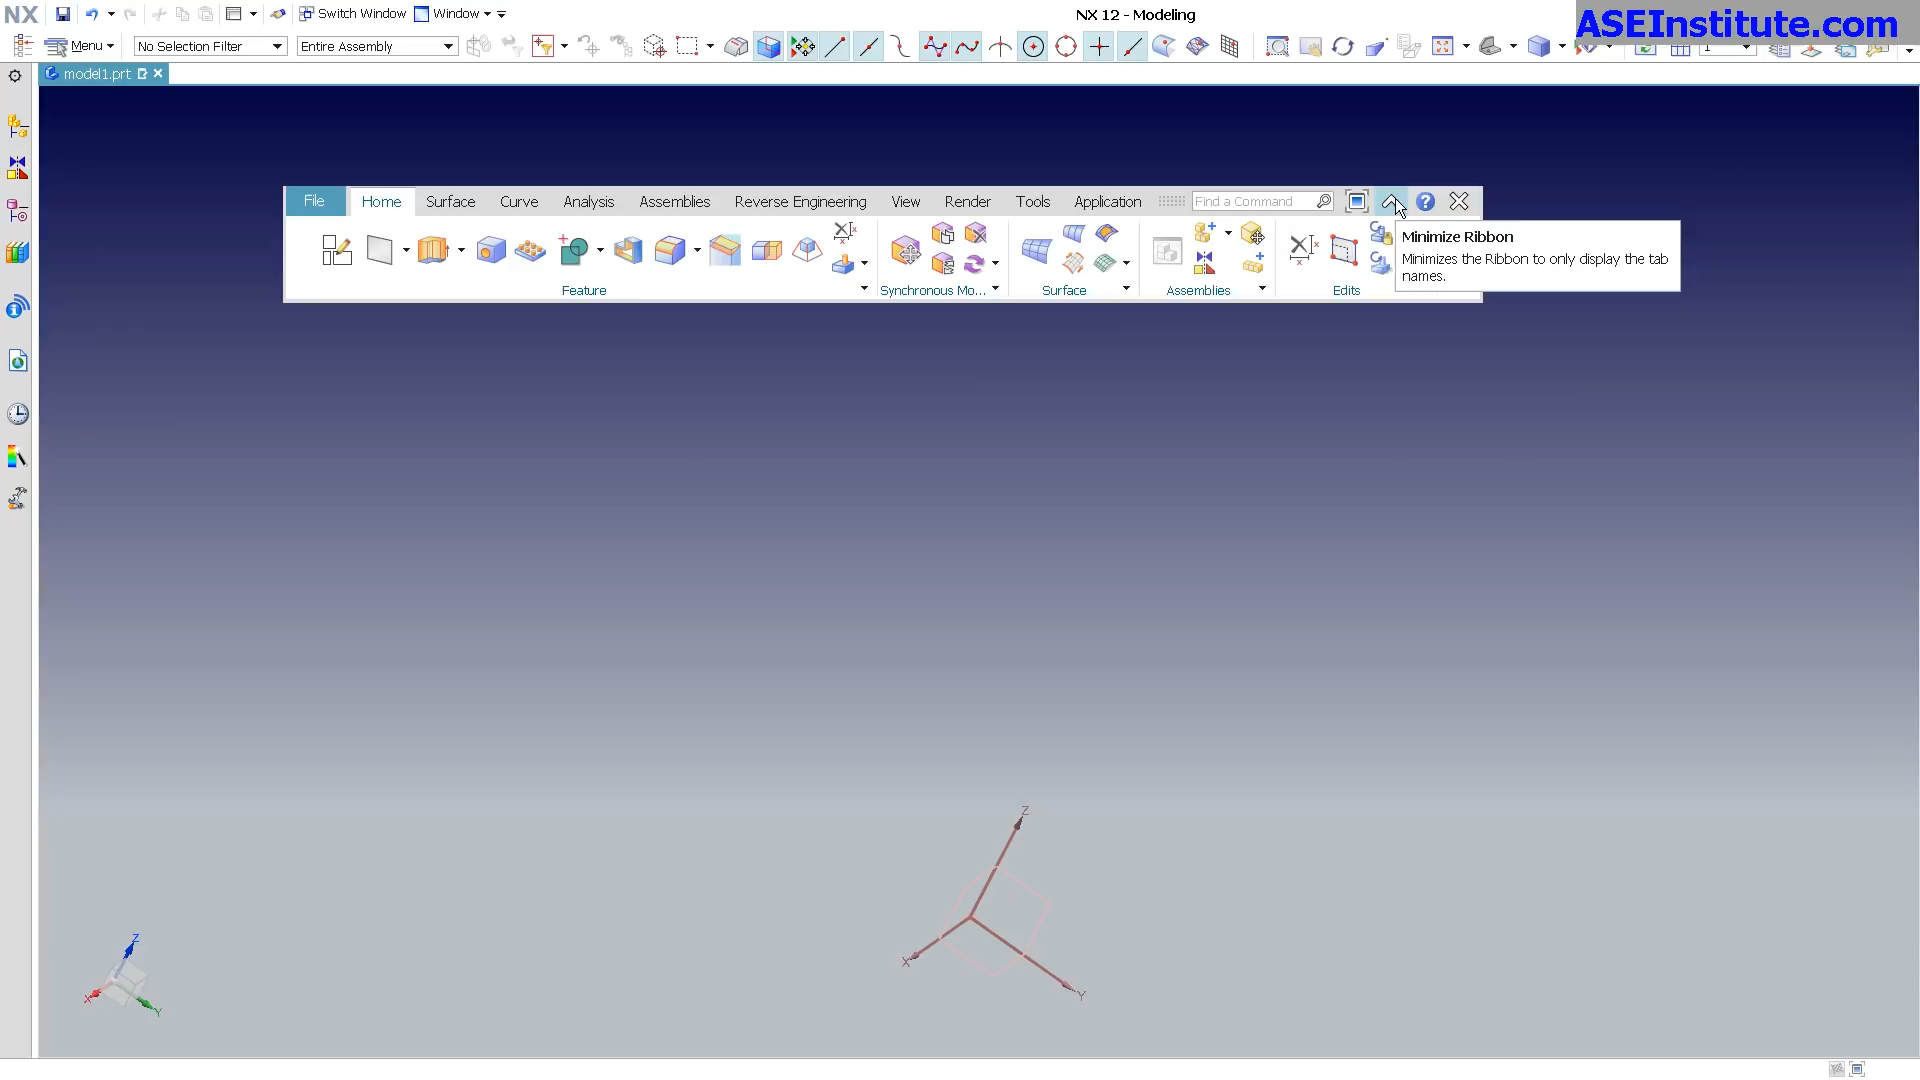 NX
Switch Window
Window
NX 12 - Modeling
ASEInstitute.com
Menu
No Selection Filter
Entire Assembly
1
model1.prt
File
Home
Surface
Curve
Analysis
Assemblies
Reverse Engineering
View
Render
Tools
Application
Find a Command
Minimize Ribbon
Minimizes the Ribbon to only display the tab
names.
Feature
Synchronous Mo...
Surface
Assemblies
Edits
Z
X
Y
Z
X
Y